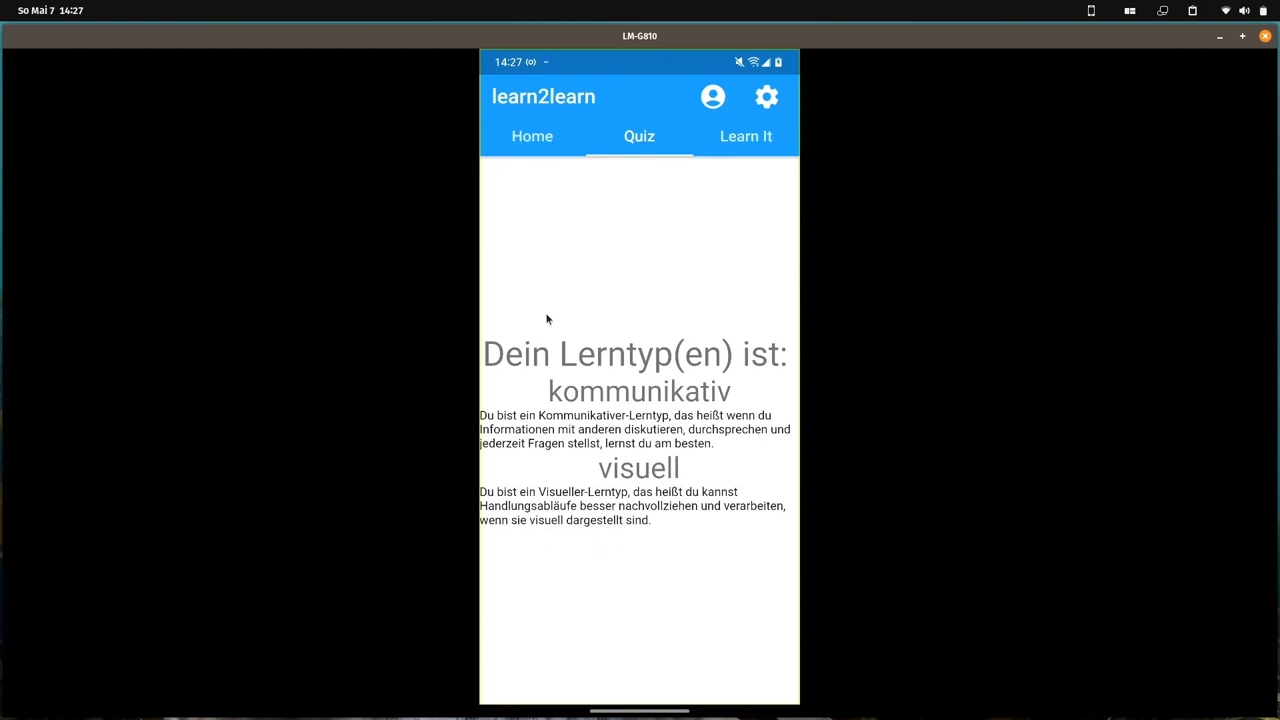 So Mai 7 14:27
LM-G810
14:27
learn2learn
Home Quiz Learn It
Dein Lerntyp(en) ist:
kommunikativ
Du bist ein Kommunikativer-Lerntyp, das heißt wenn du
Informationen mit anderen diskutieren, durchsprechen und
jederzeit Fragen stellst, lernst du am besten.
visuell
Du bist ein Visueller-Lerntyp, das heißt du kannst
Handlungsabläufe besser nachvollziehen und verarbeiten,
wenn sie visuell dargestellt sind.